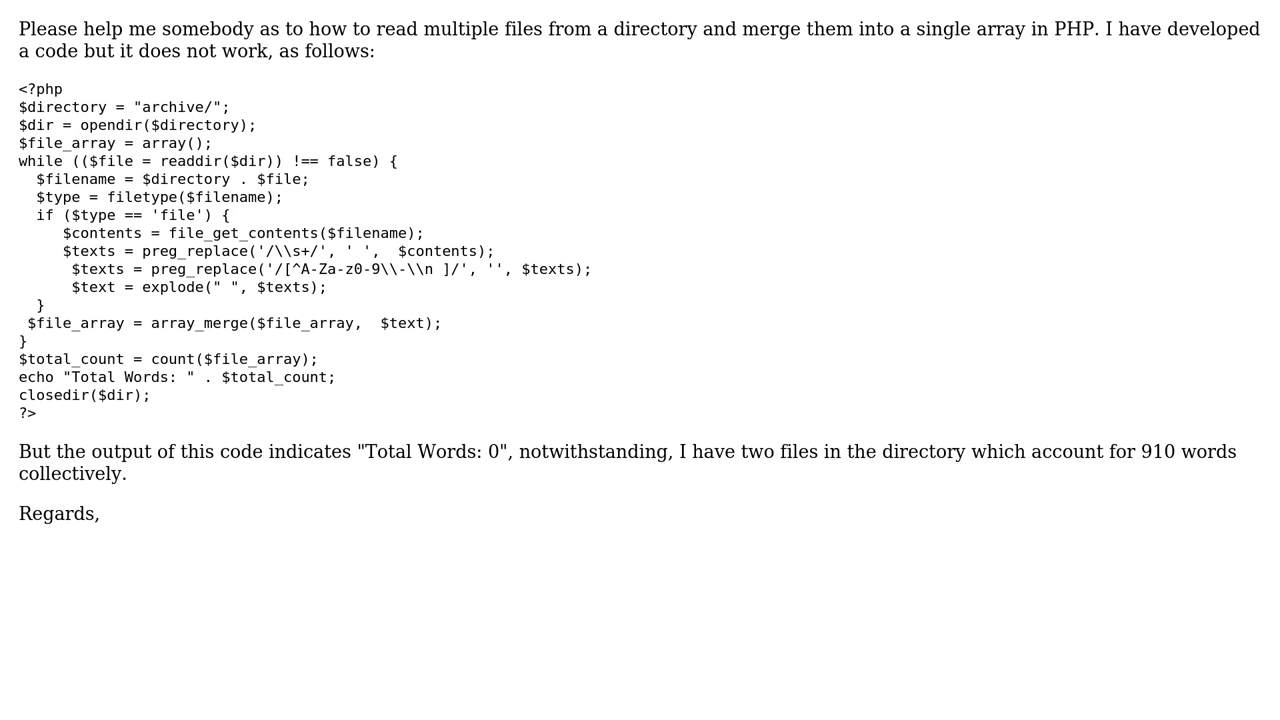 Please help me somebody as to how to read multiple files from a directory and merge them into a single array in PHP. I have developed
a code but it does not work, as follows:
<?php
$directory = "archive/";
$dir = opendir($directory);
$file_array = array();
while (($file = readdir($dir)) !== false) {
  $filename = $directory . $file;
  $type = filetype($filename);
  if ($type == 'file') {
     $contents = file_get_contents($filename);
     $texts = preg_replace('/\\s+/', ' ',  $contents);
      $texts = preg_replace('/[^A-Za-z0-9\\-\\n ]/', '', $texts);
      $text = explode(" ", $texts);
  }
 $file_array = array_merge($file_array,  $text);
}
$total_count = count($file_array);
echo "Total Words: " . $total_count;
closedir($dir);
?>
But the output of this code indicates "Total Words: 0", notwithstanding, I have two files in the directory which account for 910 words
collectively.
Regards,